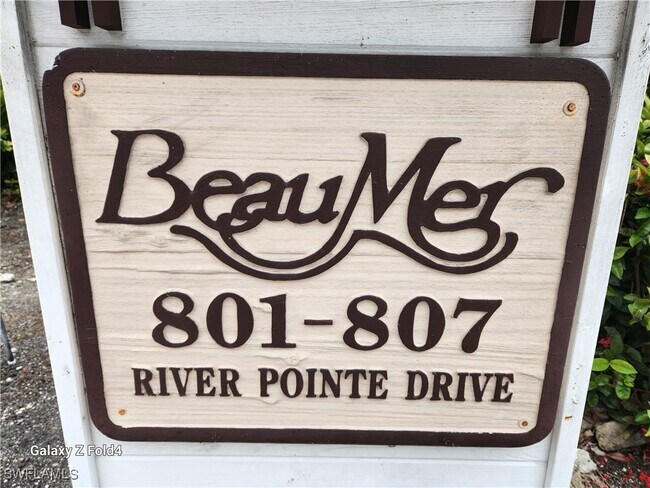 BeauMer
801-807
RIVER POINTE DRIVE
Galaxy Z Fold4
SWFLAMLS